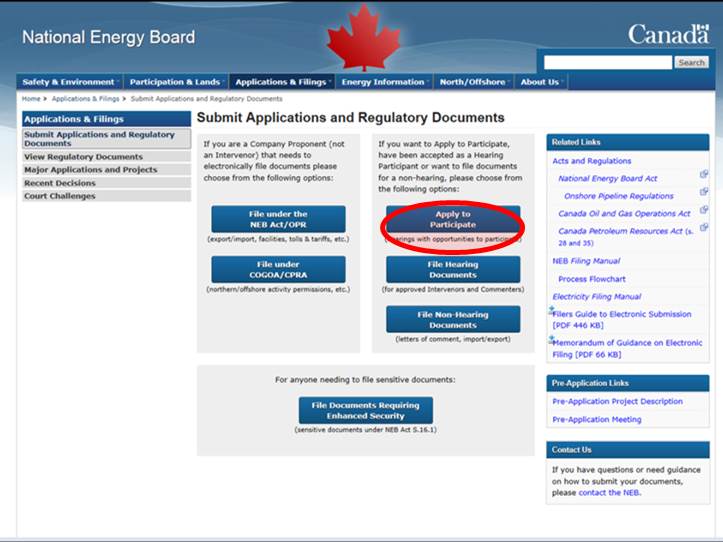 National Energy Board
Canada
Search
Safety & Environment
Participation & Lands
Applications & Filings
Energy Information
North/Offshore
About Us
Home > Applications & Filings > Submit Applications and Regulatory Documents
Applications & Filings
Submit Applications and Regulatory
Documents
View Regulatory Documents
Major Applications and Projects
Recent Decisions
Court Challenges
Submit Applications and Regulatory Documents
If you are a Company Proponent (not
an Intervenor) that needs to
electronically file documents please
choose from the following options:
File under the
NEB Act/OPR
(export/import, facilities, tolls & tariffs, etc.)
File under
COGOA/CPRA
(northern/offshore activity permissions, etc.)
If you want to Apply to Participate,
have been accepted as a Hearing
Participant or want to file documents
for a non-hearing, please choose from
the following options:
Apply to
Participate
(hearings with opportunities to participate)
File Hearing
Documents
(for approved Intervenors and Commenters)
File Non-Hearing
Documents
(letters of comment, import/export)
For anyone needing to file sensitive documents:
File Documents Requiring
Enhanced Security
(sensitive documents under NEB Act S.16.1)
Related Links
Acts and Regulations
National Energy Board Act
Onshore Pipeline Regulations
Canada Oil and Gas Operations Act
Canada Petroleum Resources Act (s.
28 and 35)
NEB Filing Manual
Process Flowchart
Electricity Filing Manual
Filers Guide to Electronic Submission
[PDF 446 KB]
Memorandum of Guidance on Electronic
Filing [PDF 66 KB]
Pre-Application Links
Pre-Application Project Description
Pre-Application Meeting
Contact Us
If you have questions or need guidance
on how to submit your documents,
please contact the NEB.